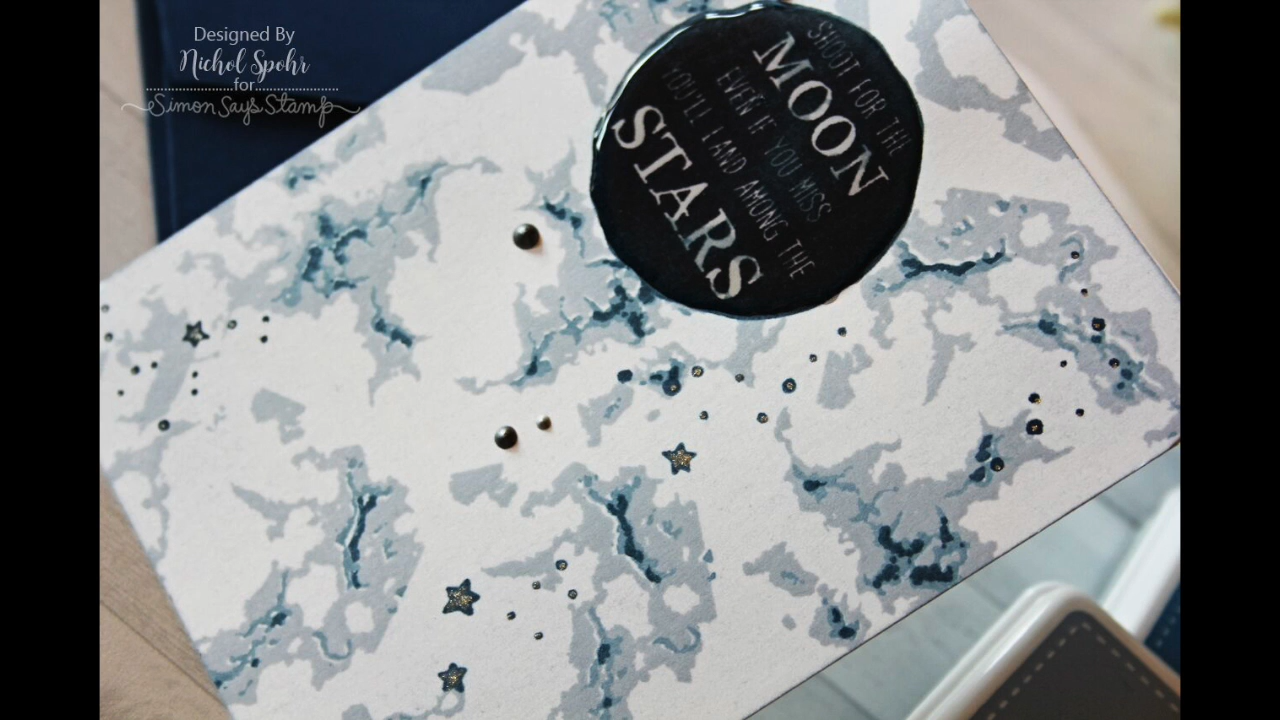 Designed By
Nichol Spohr
for
Simon Says Stamp
SHOOT FOR THE
MOON
EVEN IF YOU MISS
YOU'LL LAND AMONG THE
STARS